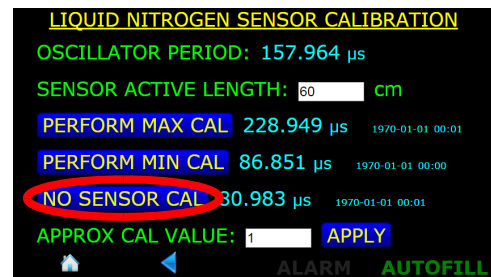 LIQUID NITROGEN SENSOR CALIBRATION
OSCILLATOR PERIOD: 157.964 µs
SENSOR ACTIVE LENGTH: 60 cm
PERFORM MAX CAL 228.949 µs 1970-01-01 00:01
PERFORM MIN CAL 86.851 µs 1970-01-01 00:00
NO SENSOR CAL 30.983 µs 1970-01-01 00:01
APPROX CAL VALUE: 1 APPLY
ALARM AUTOFILL